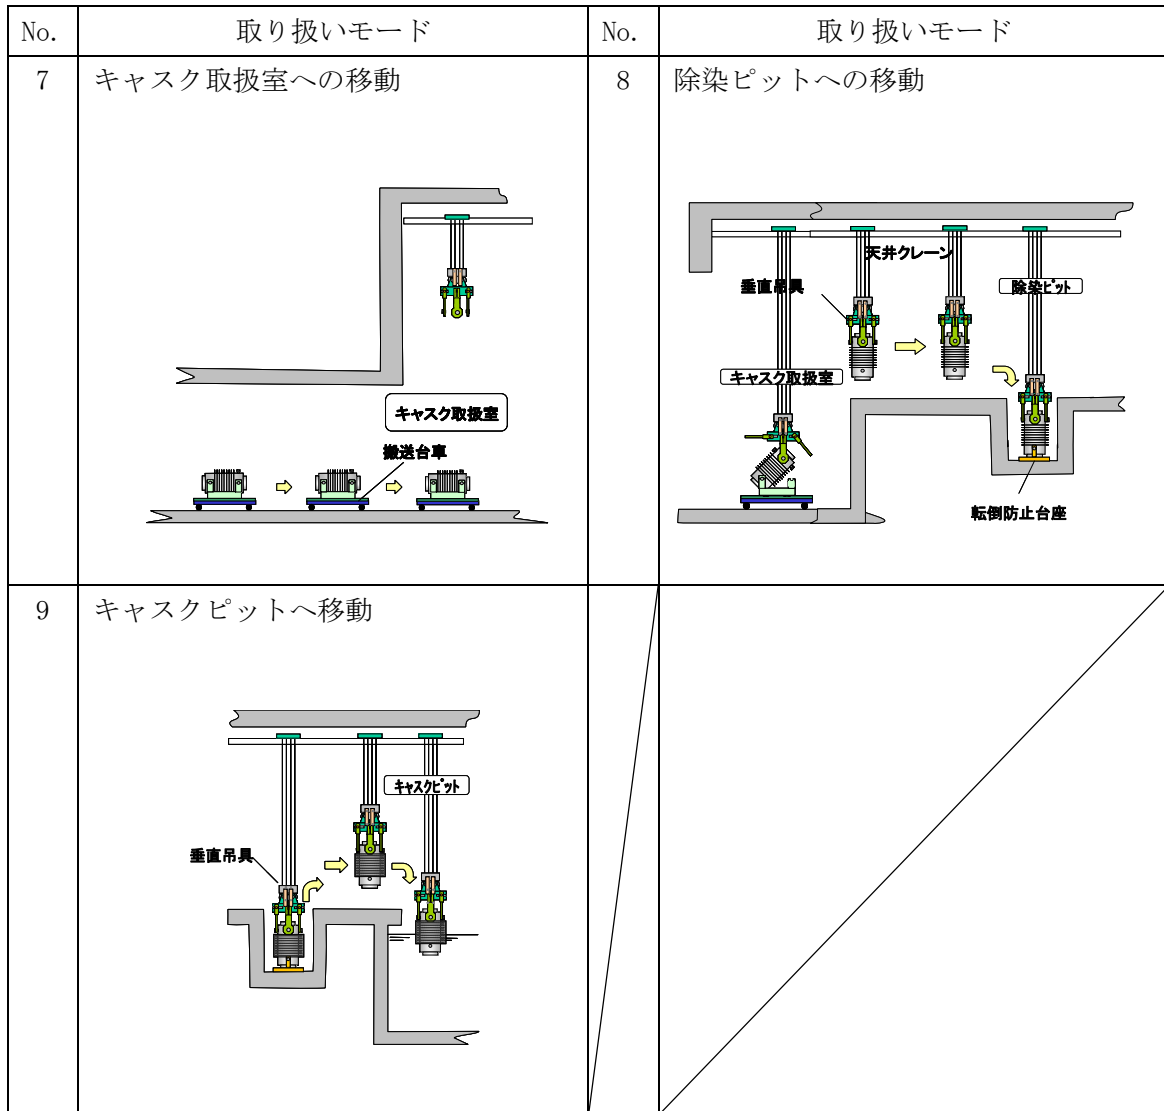 No.
取り扱いモード
No.
取り扱いモード
7
キャスク取扱室への移動
キャスク取扱室
搬送台車
8
除染ピットへの移動
天井クレーン
垂直吊具
除染ピット
キャスク取扱室
転倒防止台座
9
キャスクピットへ移動
キャスクピット
垂直吊具